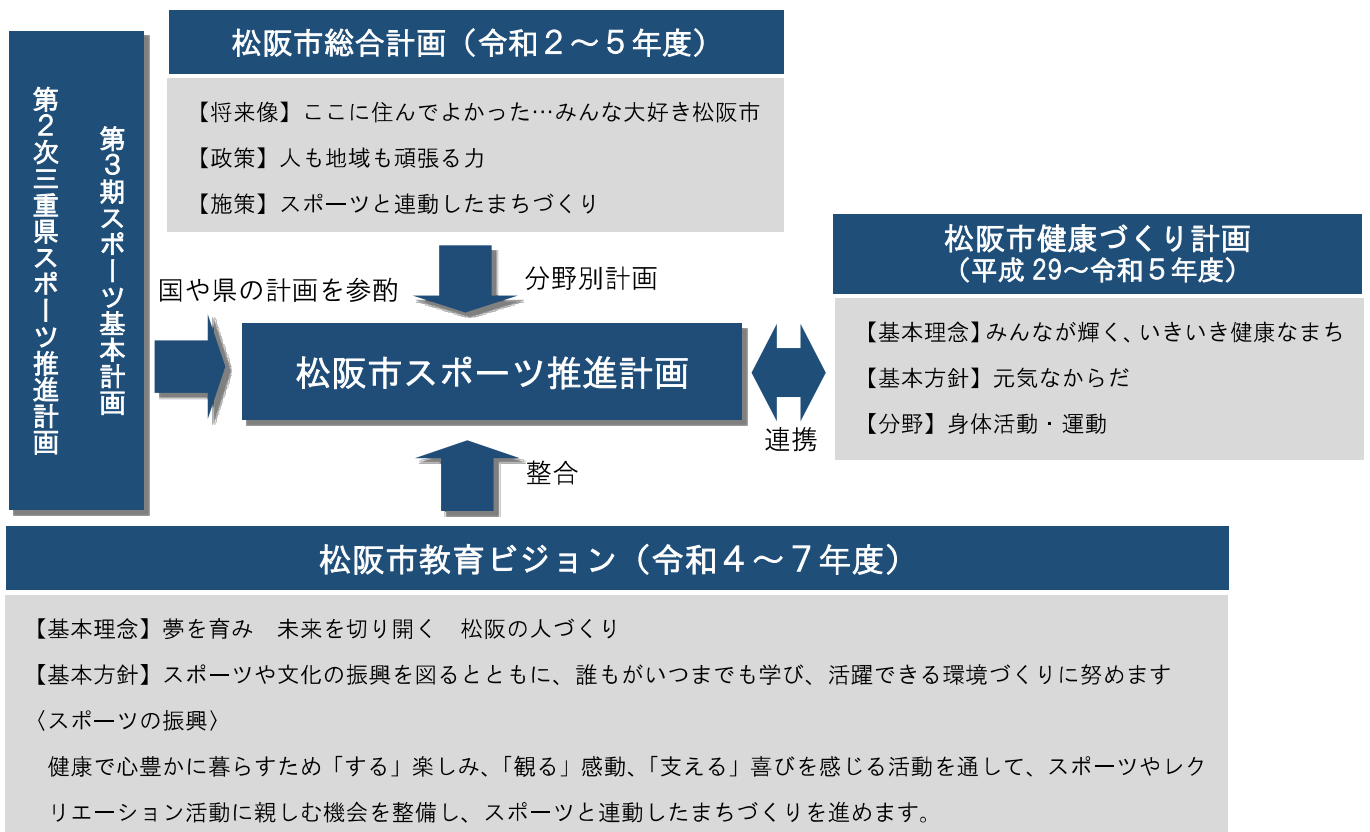 第３期スポーツ基本計画
第２次三重県スポーツ推進計画
松阪市総合計画（令和２～５年度）
【将来像】ここに住んでよかった…みんな大好き松阪市
【政策】人も地域も頑張る力
【施策】スポーツと連動したまちづくり
国や県の計画を参酌
分野別計画
松阪市スポーツ推進計画
連携
松阪市健康づくり計画
（平成 29～令和５年度）
【基本理念】みんなが輝く、いきいき健康なまち
【基本方針】元気なからだ
【分野】身体活動・運動
整合
松阪市教育ビジョン（令和４～７年度）
【基本理念】夢を育み　未来を切り開く　松阪の人づくり
【基本方針】スポーツや文化の振興を図るとともに、誰もがいつまでも学び、活躍できる環境づくりに努めます
〈スポーツの振興〉
健康で心豊かに暮らすため「する」楽しみ、「観る」感動、「支える」喜びを感じる活動を通して、スポーツやレク
リエーション活動に親しむ機会を整備し、スポーツと連動したまちづくりを進めます。